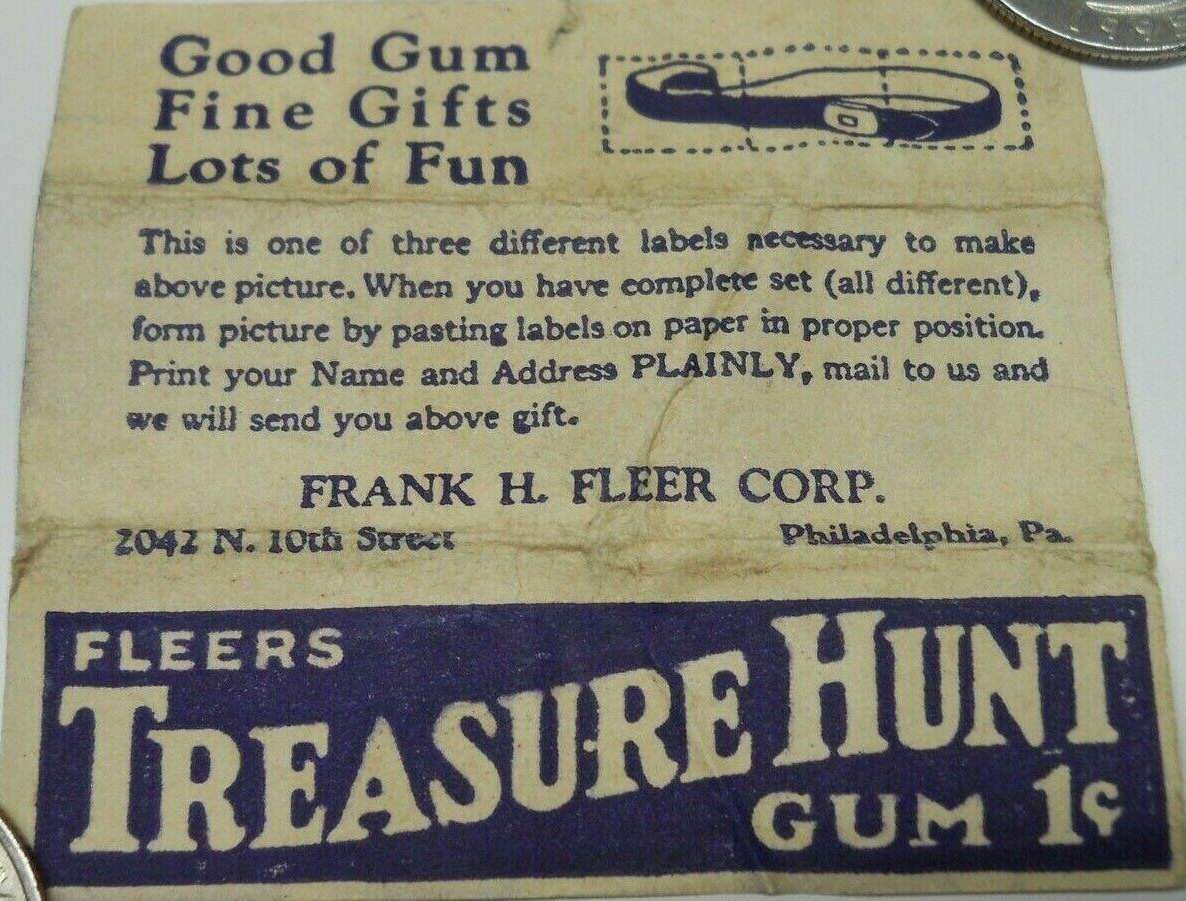 Good Gum
Fine Gifts
Lots of Fun
This is one of three different labels necessary to make
above picture. When you have complete set (all different),
form picture by pasting labels on paper in proper position.
Print your Name and Address PLAINLY, mail to us and
we will send you above gift.
FRANK H. FLEER CORP.
2042 N. 10th Street Philadelphia, Pa.
FLEERS
TREASURE HUNT
GUM 1¢